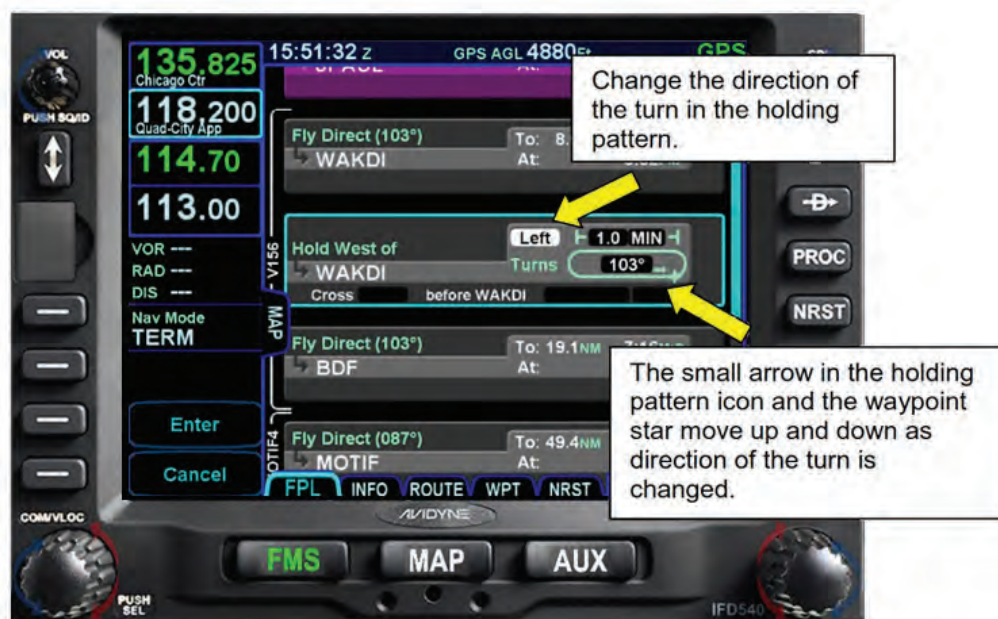 VOL
PUSH SQ/ID
135.825
Chicago Ctr
118,200
Quad-City App
114.70
113.00
VOR ---
RAD ---
DIS ---
Nav Mode
TERM
Enter
Cancel
15:51:32 Z GPS AGL 4880Ft GPS
At:
Change the direction of
the turn in the holding
pattern.
Fly Direct (103°)
To: 8.
WAKDI
At:
V156
Hold West of
WAKDI
Left 1.0 MIN
Turns 103°
Cross before WAKDI
MAP
Fly Direct (103°)
To: 19.1NM
BDF
At:
The small arrow in the holding
pattern icon and the waypoint
star move up and down as
direction of the turn is
changed.
Fly Direct (087°)
To: 49.4NM
MOTIF
At:
FPL INFO ROUTE WPT NRST
D
PROC
NRST
COM/VLOC
PUSH
SEL
AVIDYNE
FMS MAP AUX
IFD540